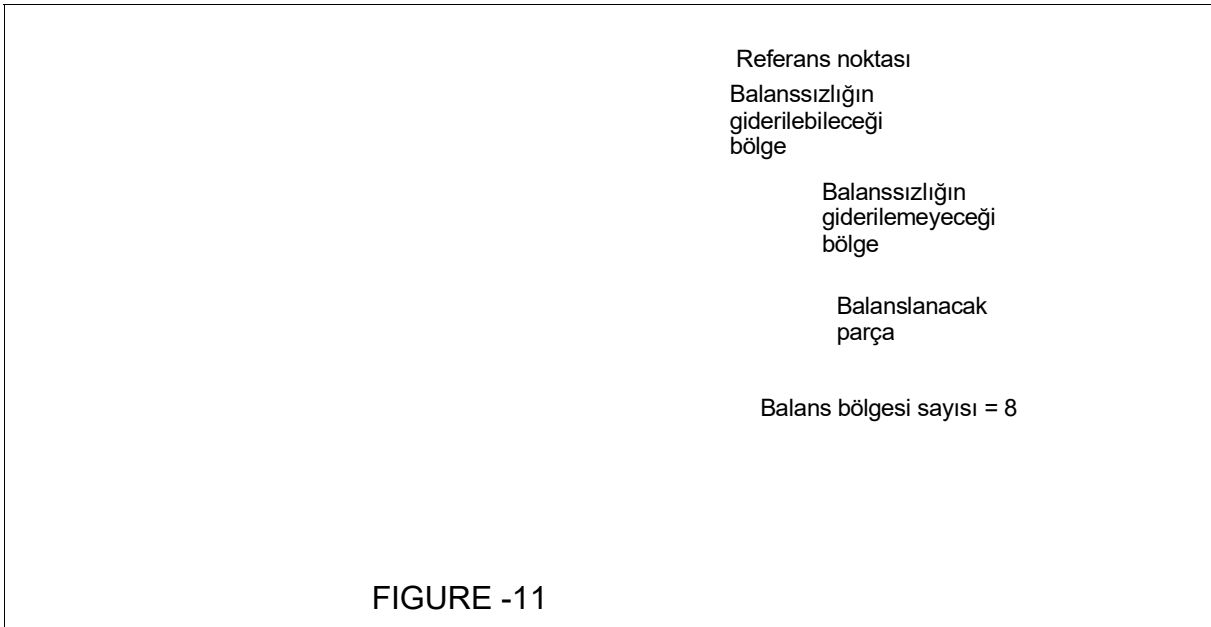 Referans noktası
Balanssızlığın
giderilebileceği
bölge
Balanssızlığın
giderilemeyeceği
bölge
Balanslanacak
parça
Balans bölgesi sayısı = 8
FIGURE -11